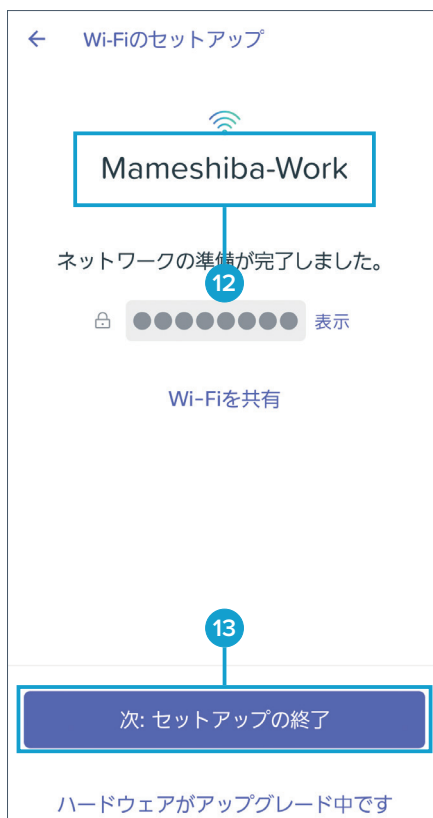 ← Wi-Fiのセットアップ
Mameshiba-Work
ネットワークの準備が完了しました。
12
●●●●●●●● 表示
Wi-Fiを共有
13
次: セットアップの終了
ハードウェアがアップグレード中です